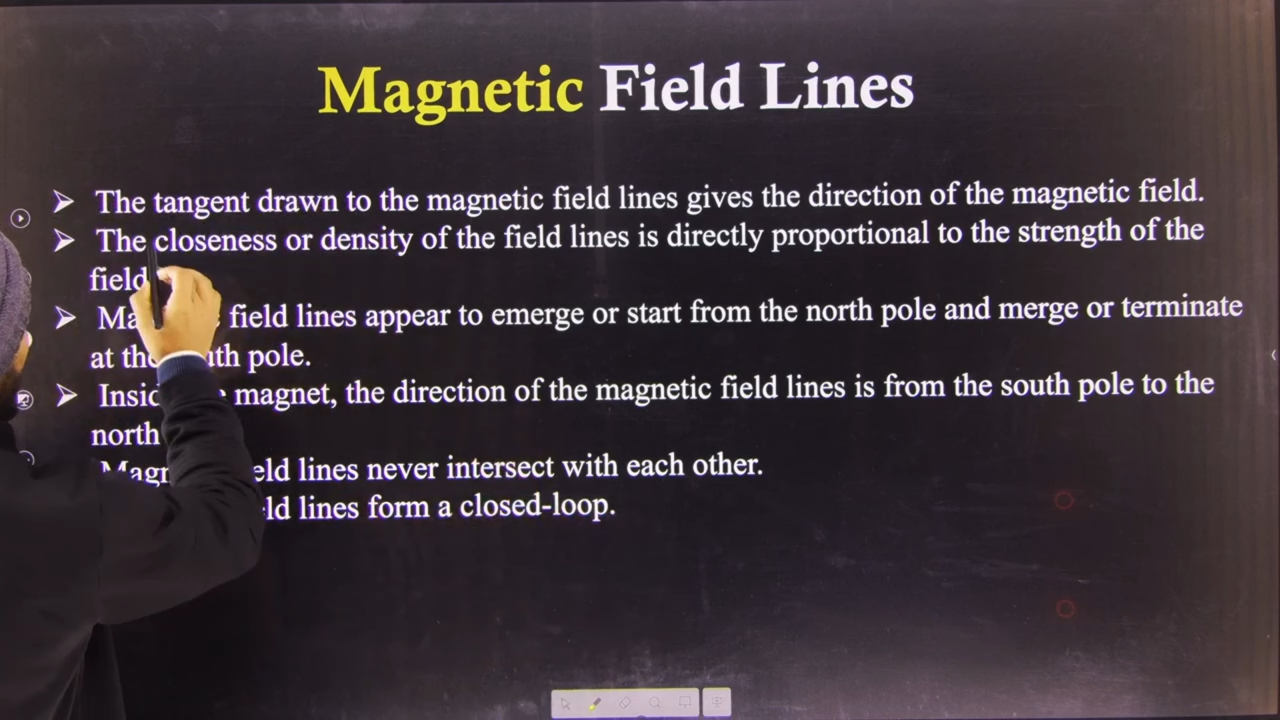 Magnetic Field Lines
➤ The tangent drawn to the magnetic field lines gives the direction of the magnetic field.
➤ The closeness or density of the field lines is directly proportional to the strength of the
field
➤ field lines appear to emerge or start from the north pole and merge or terminate
at pole.
➤ magnet, the direction of the magnetic field lines is from the south pole to the
north
lines never intersect with each other.
lines form a closed-loop.